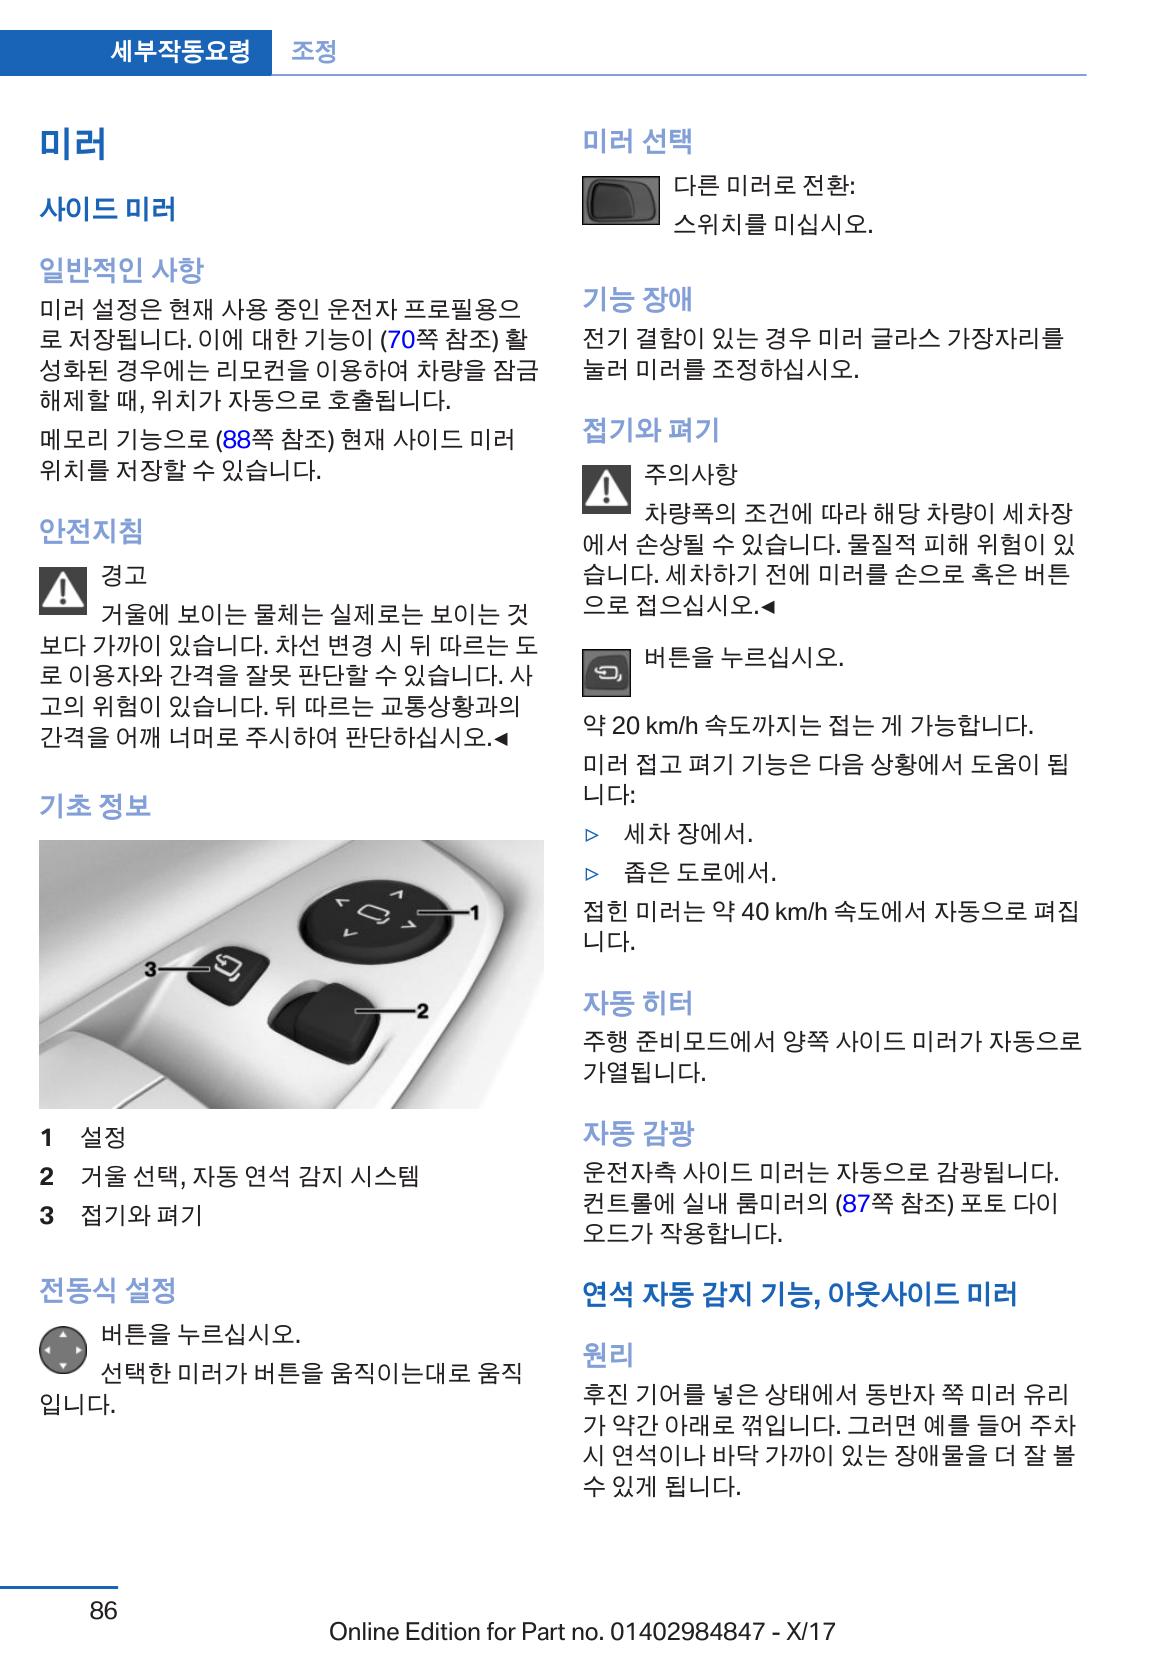 세부작동요령 조정
미러
사이드 미러
일반적인 사항
미러 설정은 현재 사용 중인 운전자 프로필용으
로 저장됩니다. 이에 대한 기능이 (70쪽 참조) 활
성화된 경우에는 리모컨을 이용하여 차량을 잠금
해제할 때, 위치가 자동으로 호출됩니다.
메모리 기능으로 (88쪽 참조) 현재 사이드 미러
위치를 저장할 수 있습니다.
안전지침
경고
거울에 보이는 물체는 실제로는 보이는 것
보다 가까이 있습니다. 차선 변경 시 뒤 따르는 도
로 이용자와 간격을 잘못 판단할 수 있습니다. 사
고의 위험이 있습니다. 뒤 따르는 교통상황과의
간격을 어깨 너머로 주시하여 판단하십시오.◄
기초 정보
1
3
2
1 설정
2 거울 선택, 자동 연석 감지 시스템
3 접기와 펴기
전동식 설정
버튼을 누르십시오.
선택한 미러가 버튼을 움직이는대로 움직
입니다.
미러 선택
다른 미러로 전환:
스위치를 미십시오.
기능 장애
전기 결함이 있는 경우 미러 글라스 가장자리를
눌러 미러를 조정하십시오.
접기와 펴기
주의사항
차량폭의 조건에 따라 해당 차량이 세차장
에서 손상될 수 있습니다. 물질적 피해 위험이 있
습니다. 세차하기 전에 미러를 손으로 혹은 버튼
으로 접으십시오.◄
버튼을 누르십시오.
약 20 km/h 속도까지는 접는 게 가능합니다.
미러 접고 펴기 기능은 다음 상황에서 도움이 됩
니다:
▷ 세차 장에서.
▷ 좁은 도로에서.
접힌 미러는 약 40 km/h 속도에서 자동으로 펴집
니다.
자동 히터
주행 준비모드에서 양쪽 사이드 미러가 자동으로
가열됩니다.
자동 감광
운전자측 사이드 미러는 자동으로 감광됩니다.
컨트롤에 실내 룸미러의 (87쪽 참조) 포토 다이
오드가 작용합니다.
연석 자동 감지 기능, 아웃사이드 미러
원리
후진 기어를 넣은 상태에서 동반자 쪽 미러 유리
가 약간 아래로 꺾입니다. 그러면 예를 들어 주차
시 연석이나 바닥 가까이 있는 장애물을 더 잘 볼
수 있게 됩니다.
86
Online Edition for Part no. 01402984847 - X/17